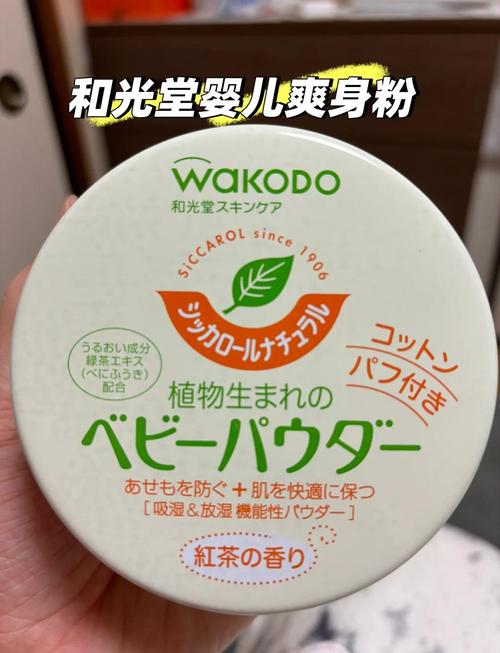 和光堂婴儿爽身粉
WAKODO
和光堂スキンケア
SiCCAROL since 1906
シッカロールナチュラル
うるおい成分
緑茶エキス
(べにふうき)
配合
コットン
パフ付き
植物生まれの
ベビーパウダー
あせもを防ぐ+肌を快適に保つ
[吸湿&放湿 機能性パウダー]
紅茶の香り